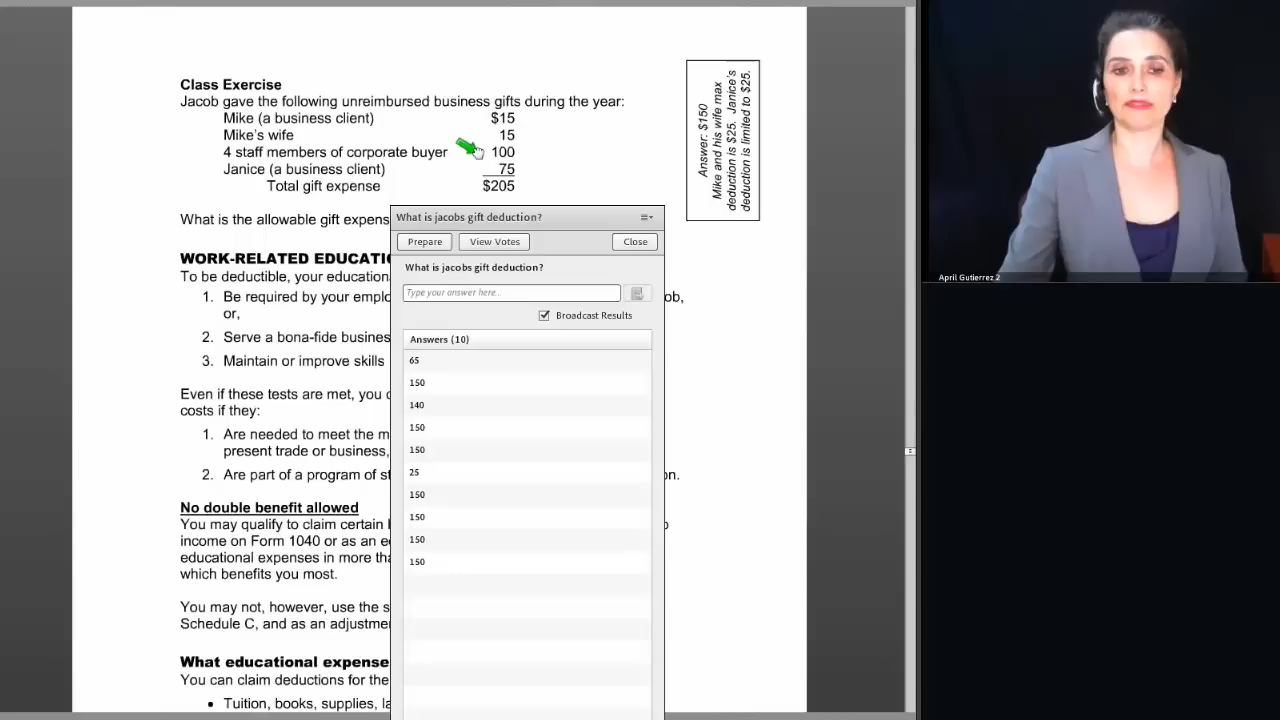 Class Exercise
Jacob gave the following unreimbursed business gifts during the year:
Mike (a business client) $15
Mike's wife 15
4 staff members of corporate buyer 100
Janice (a business client) 75
Total gift expense $205
Answer: $150
Mike and his wife max
deduction is $25. Janice's
deduction is limited to $25.
What is the allowable gift expens
WORK-RELATED EDUCATI
To be deductible, your educationa
1. Be required by your emplo ob,
or,
2. Serve a bona-fide busines
3. Maintain or improve skills
Even if these tests are met, you c
costs if they:
1. Are needed to meet the m
present trade or business,
2. Are part of a program of st on.
No double benefit allowed
You may qualify to claim certain o
income on Form 1040 or as an e
educational expenses in more tha
which benefits you most.
You may not, however, use the s
Schedule C, and as an adjustme
What educational expense
You can claim deductions for the
• Tuition, books, supplies, la
What is jacobs gift deduction?
Prepare View Votes Close
What is jacobs gift deduction?
Type your answer here...
Broadcast Results
Answers (10)
65
150
140
150
150
25
150
150
150
150
April Gutierrez 2